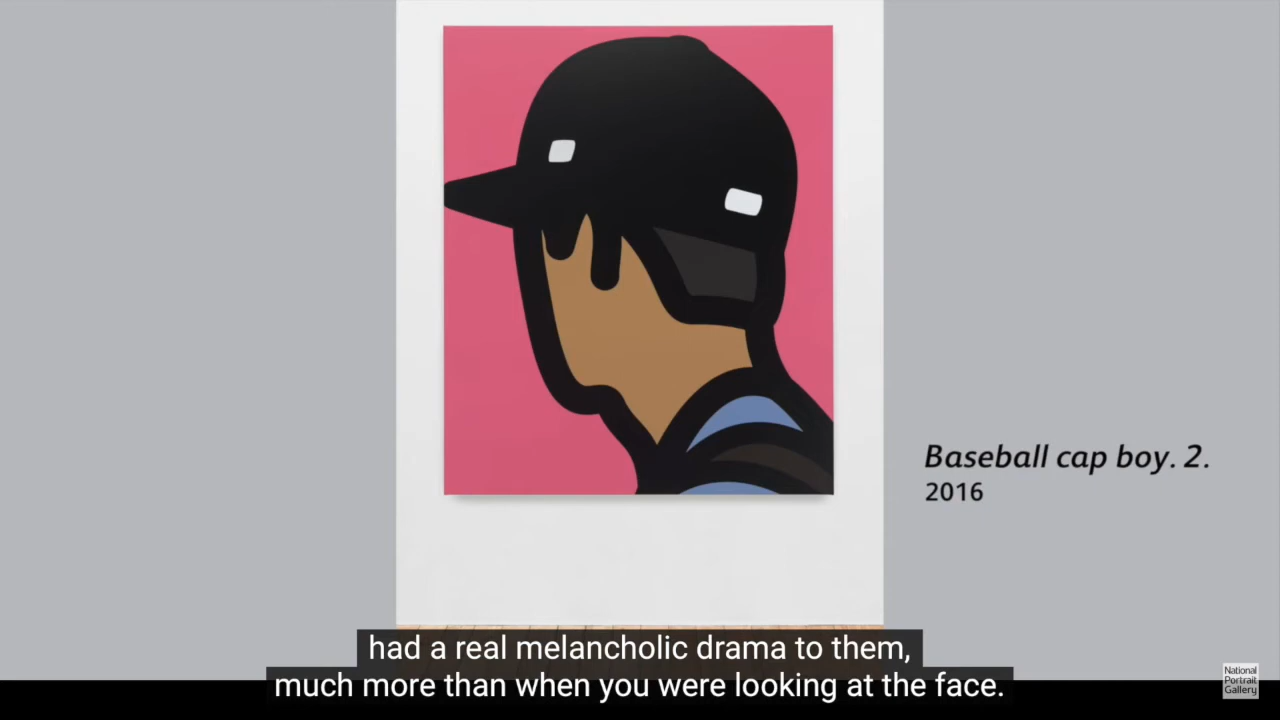 Baseball cap boy. 2.
2016
had a real melancholic drama to them,
much more than when you were looking at the face.
National
Portrait
Gallery